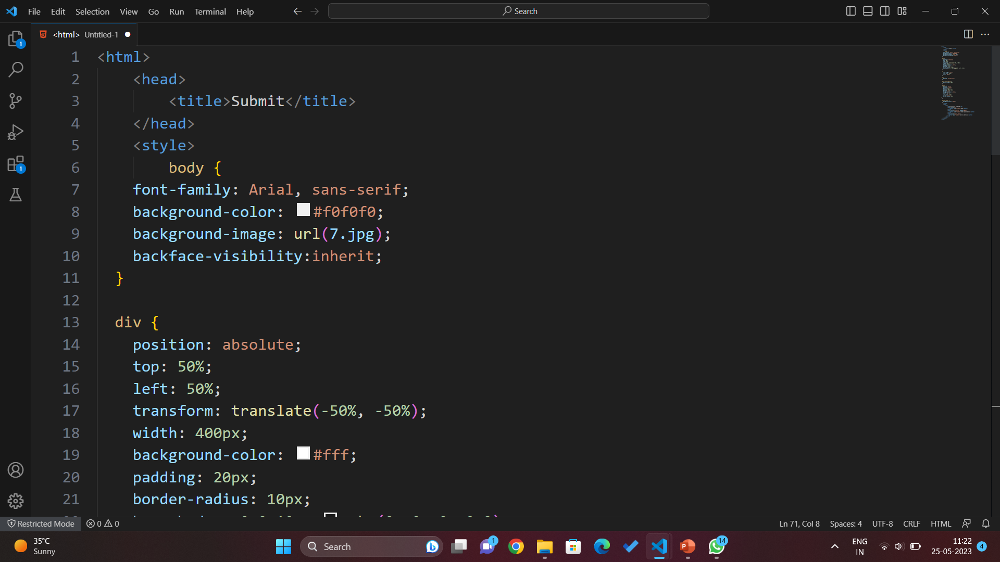 File Edit Selection View Go Run Terminal Help
Search
<html> Untitled-1
1
1
1 <html>
2 <head>
3 <title>Submit</title>
4 </head>
5 <style>
6 body {
7 font-family: Arial, sans-serif;
8 background-color: #f0f0f0;
9 background-image: url(7.jpg);
10 backface-visibility:inherit;
11 }
12
13 div {
14 position: absolute;
15 top: 50%;
16 left: 50%;
17 transform: translate(-50%, -50%);
18 width: 400px;
19 background-color: #fff;
20 padding: 20px;
21 border-radius: 10px;
Restricted Mode 0 0 Ln 71, Col 8 Spaces: 4 UTF-8 CRLF HTML
35°C
Sunny
Search
1
14
ENG
IN
11:22
25-05-2023
4